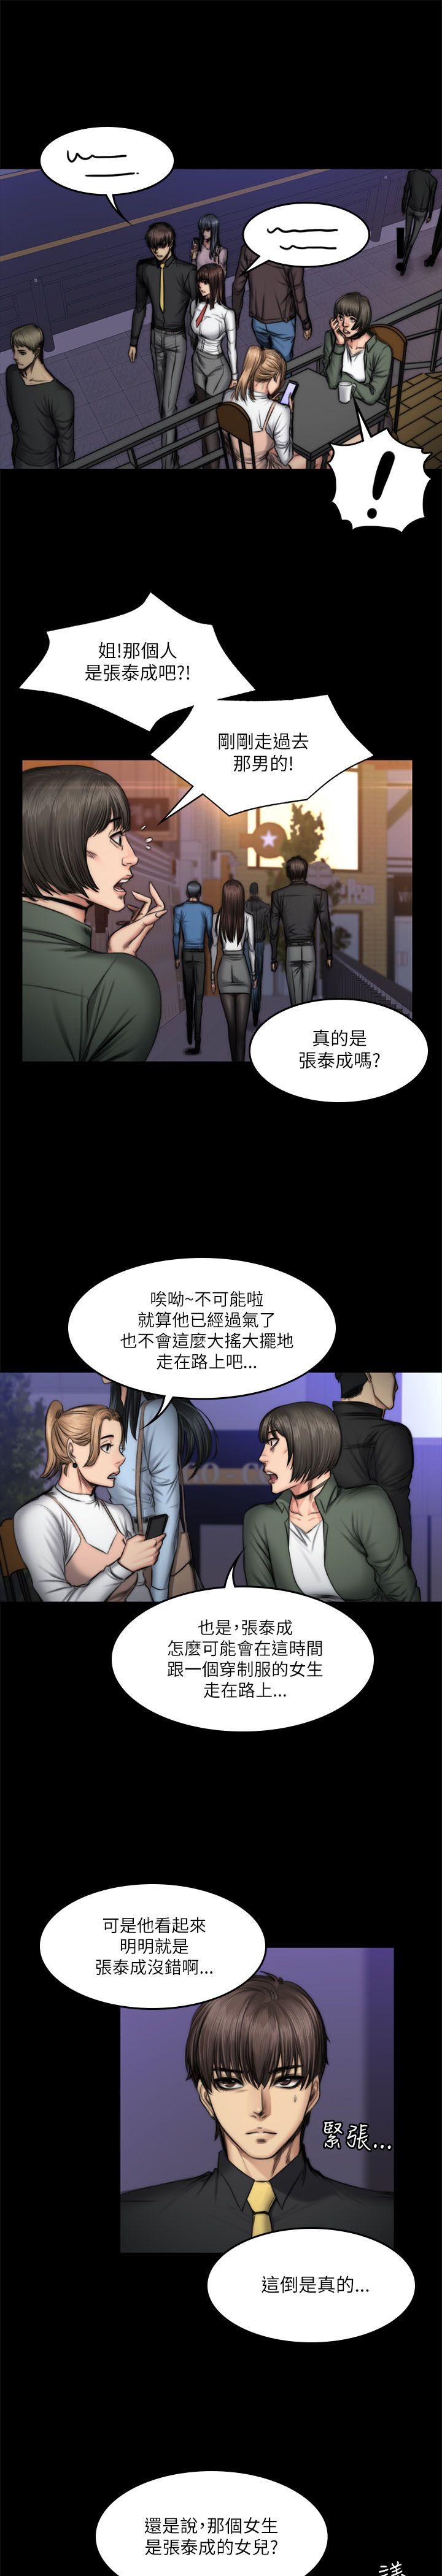 !
姐!那個人
是張泰成吧?!
剛剛走過去
那男的!
真的是
張泰成嗎?
唉呦~不可能啦
就算他已經過氣了
也不會這麼大搖大擺地
走在路上吧...
也是,張泰成
怎麼可能會在這時間
跟一個穿制服的女生
走在路上...
可是他看起來
明明就是
張泰成沒錯啊...
緊張...
這倒是真的...
還是說,那個女生
是張泰成的女兒?